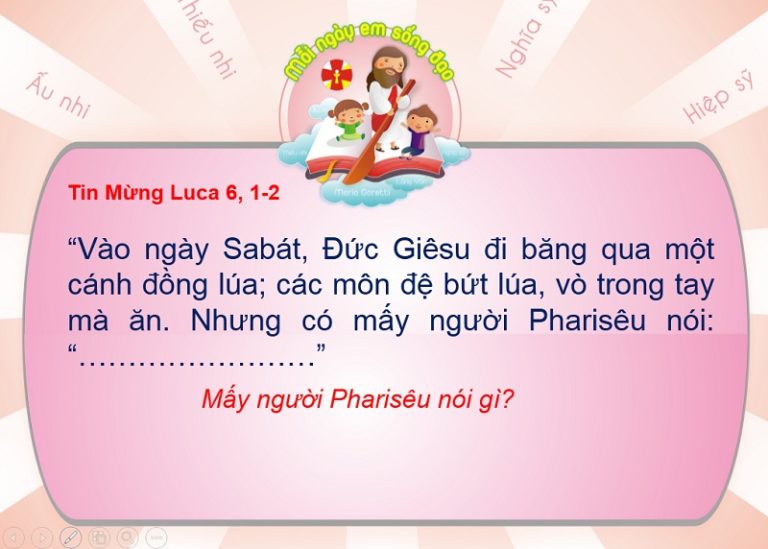 Ấu nhi
Thiếu nhi
Mỗi ngày em sống đạo
Nghĩa sỹ
Hiệp sỹ
Maria Goretti
Tin Mừng Luca 6, 1-2
“Vào ngày Sabát, Đức Giêsu đi băng qua một
cánh đồng lúa; các môn đệ bứt lúa, vò trong tay
mà ăn. Nhưng có mấy người Pharisêu nói:
“……………………”
Mấy người Pharisêu nói gì?